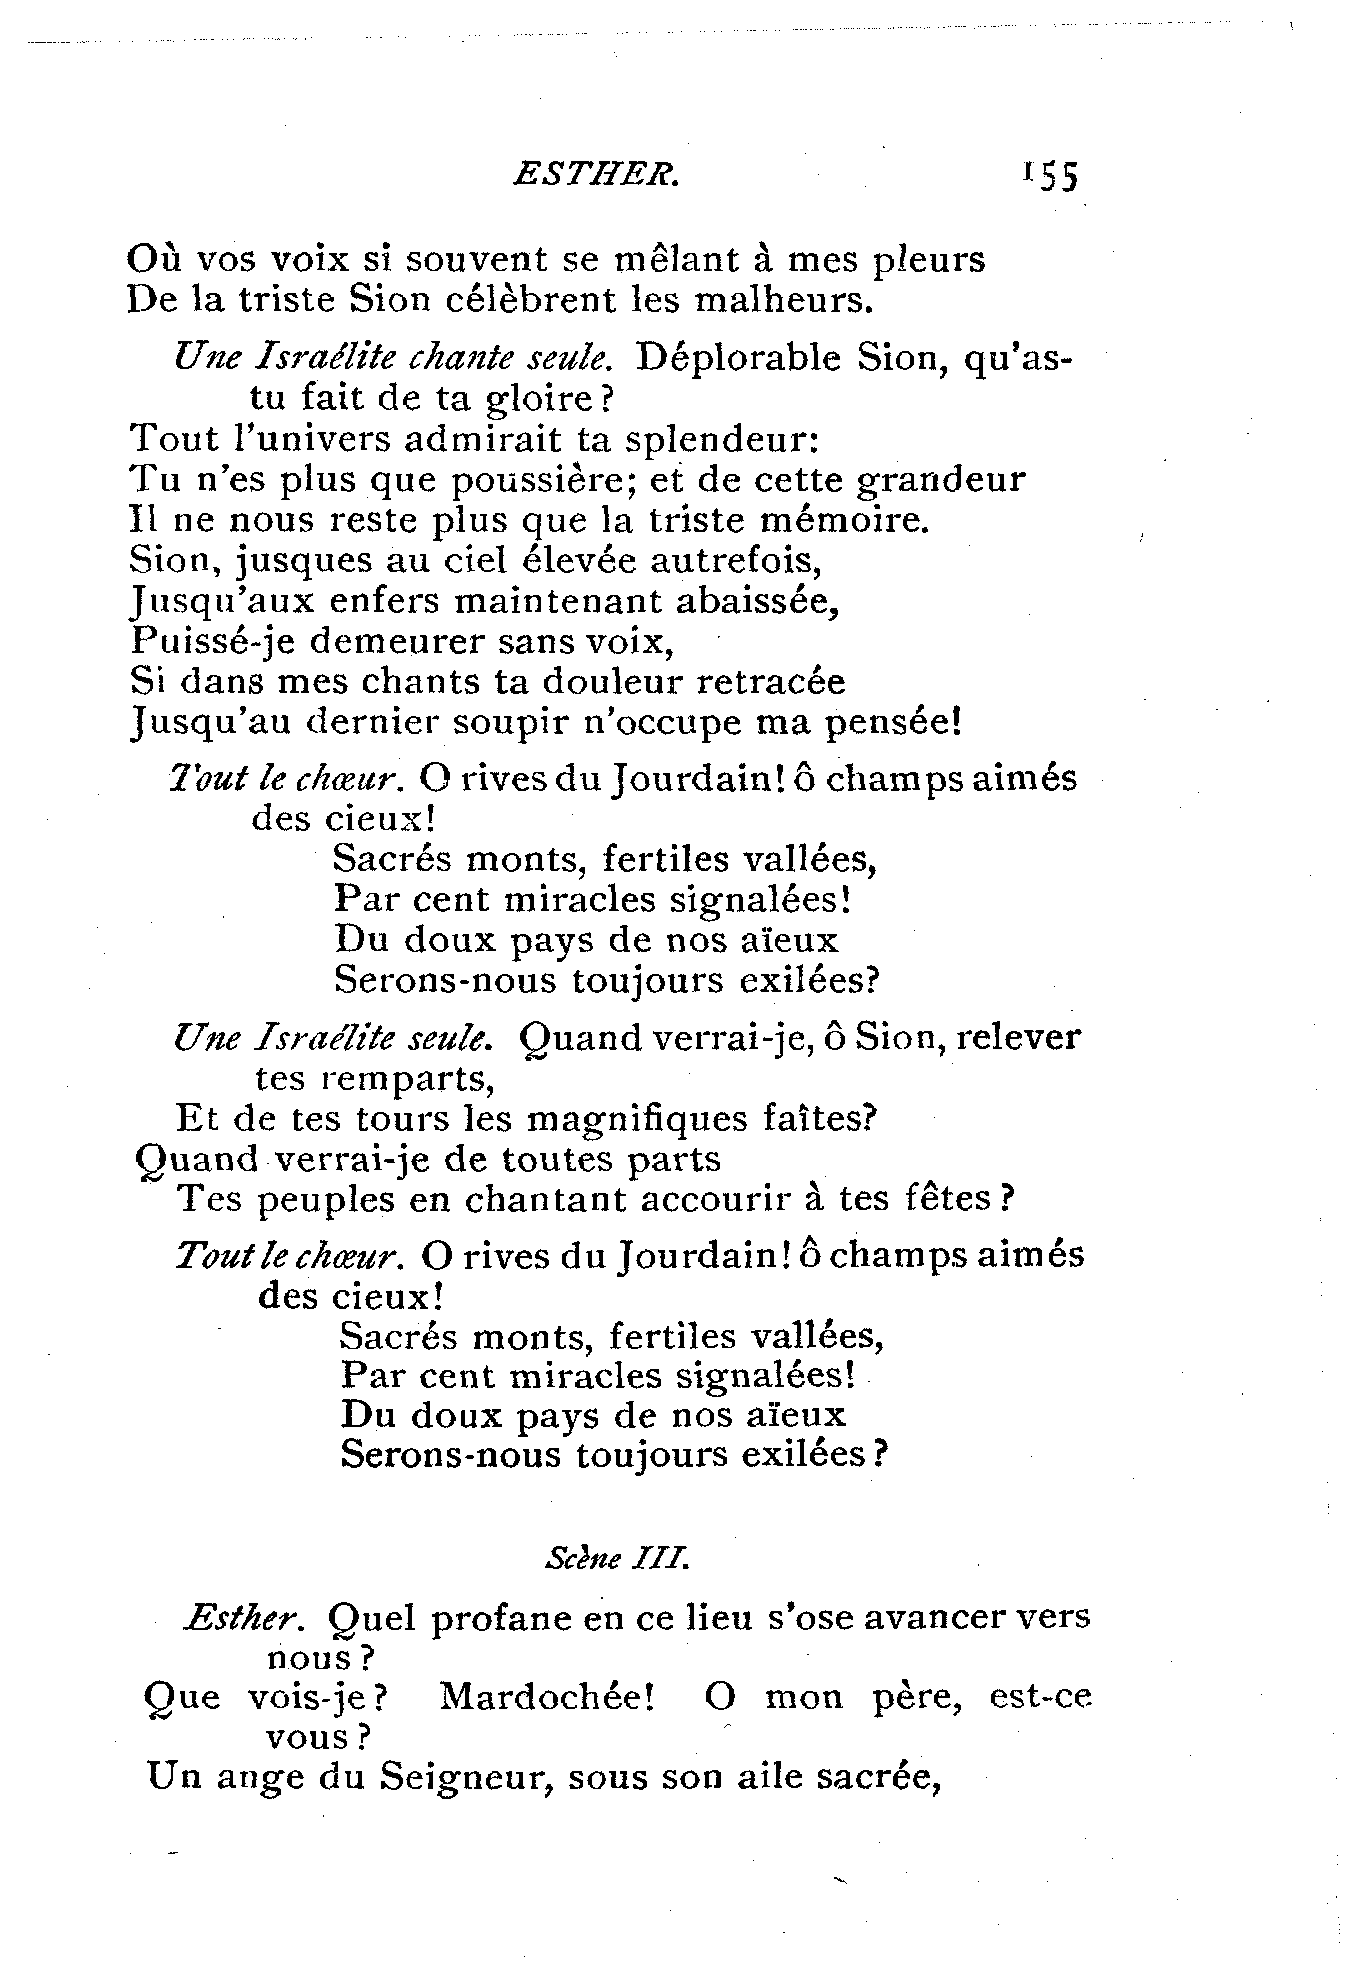 ESTHER. 155
Où vos voix si souvent se mêlant à mes pleurs
De la triste Sion célèbrent les malheurs.
Une Israélite chante seule. Déplorable Sion, qu'as-
tu fait de ta gloire?
Tout l'univers admirait ta splendeur:
Tu n'es plus que poussière; et de cette grandeur
Il ne nous reste plus que la triste mémoire.
Sion, jusques au ciel élevée autrefois,
Jusqu'aux enfers maintenant abaissée,
Puissé-je demeurer sans voix,
Si dans mes chants ta douleur retracée
Jusqu'au dernier soupir n'occupe ma pensée!
Tout le chœur. O rives du Jourdain! ô champs aimés
des cieux!
Sacrés monts, fertiles vallées,
Par cent miracles signalées!
Du doux pays de nos aïeux
Serons-nous toujours exilées?
Une Israélite seule. Quand verrai-je, ô Sion, relever
tes remparts,
Et de tes tours les magnifiques faîtes?
Quand verrai-je de toutes parts
Tes peuples en chantant accourir à tes fêtes?
Tout le chœur. O rives du Jourdain! ô champs aimés
des cieux!
Sacrés monts, fertiles vallées,
Par cent miracles signalées!
Du doux pays de nos aïeux
Serons-nous toujours exilées?
Scène III.
Esther. Quel profane en ce lieu s'ose avancer vers
nous?
Que vois-je? Mardochée! O mon père, est-ce
vous?
Un ange du Seigneur, sous son aile sacrée,